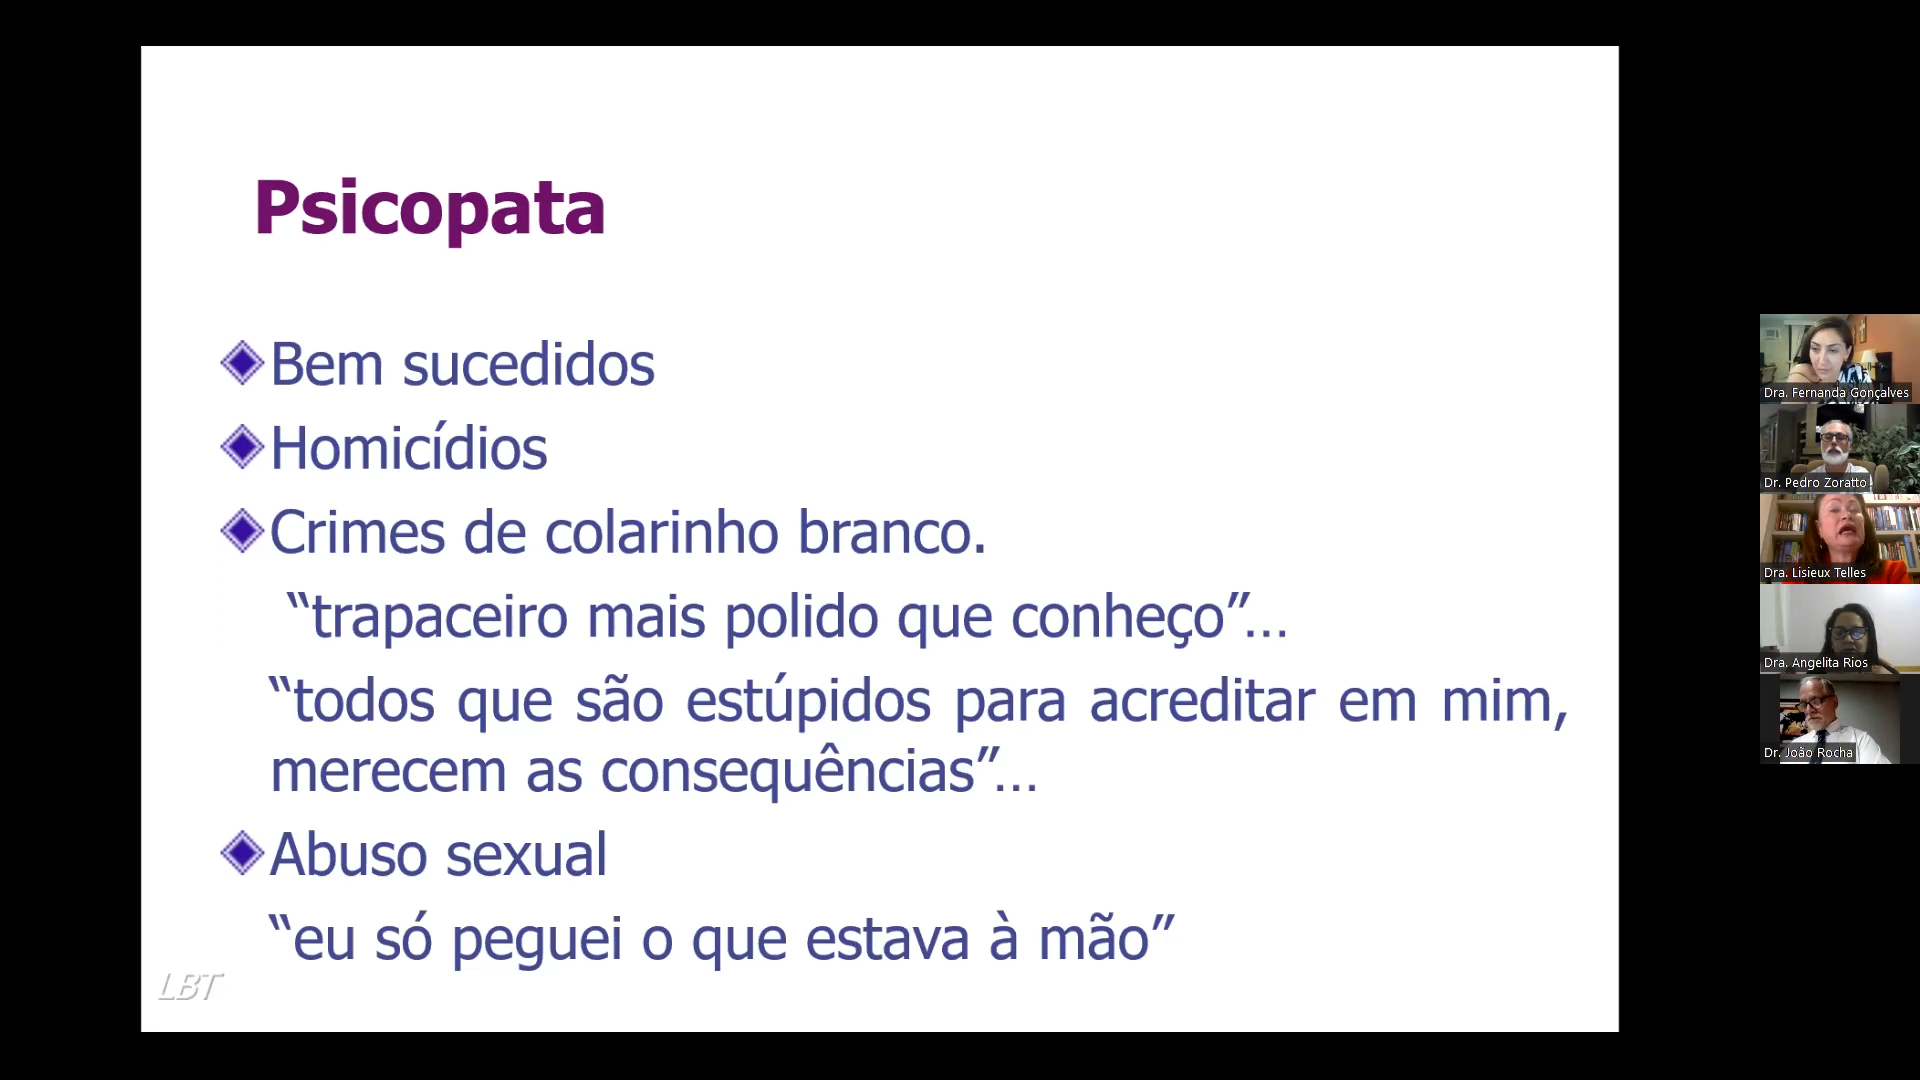 Psicopata
Bem sucedidos
Homicídios
Crimes de colarinho branco.
“trapaceiro mais polido que conheço”...
“todos que são estúpidos para acreditar em mim,
merecem as consequências”...
Abuso sexual
“eu só peguei o que estava à mão”
LBT
Dra. Fernanda Gonçalves
Dr. Pedro Zoratto
Dra. Lisieux Telles
Dra. Angelita Rios
Dr. João Rocha